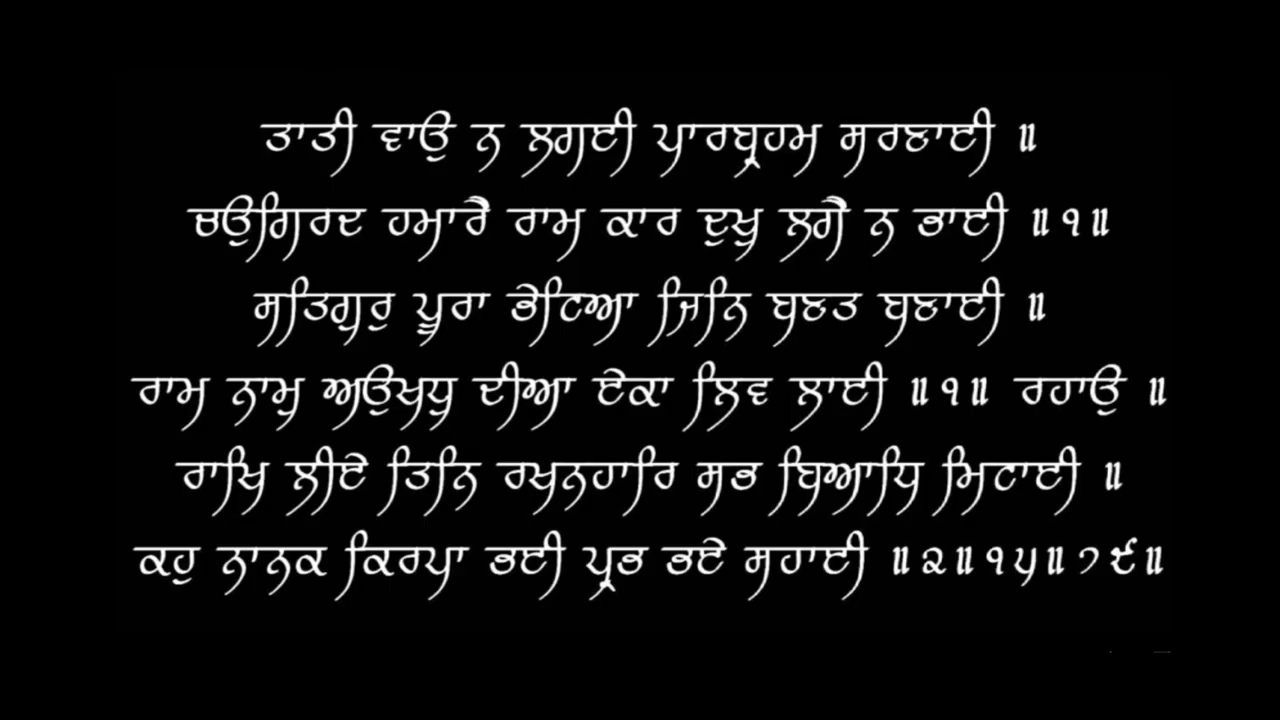 ਤਾਤੀ ਵਾਉ ਨ ਲਗਈ ਪਾਰਬ੍ਰਹਮ ਸਰਣਾਈ ॥
ਚਉਗਿਰਦ ਹਮਾਰੈ ਰਾਮ ਕਾਰ ਦੁਖੁ ਲਗੈ ਨ ਭਾਈ ॥੧॥
ਸਤਿਗੁਰੁ ਪੂਰਾ ਭੇਟਿਆ ਜਿਨਿ ਬਣਤ ਬਣਾਈ ॥
ਰਾਮ ਨਾਮੁ ਅਉਖਧੁ ਦੀਆ ਏਕਾ ਲਿਵ ਲਾਈ ॥੧॥ ਰਹਾਉ ॥
ਰਾਖਿ ਲੀਏ ਤਿਨਿ ਰਖਨਹਾਰਿ ਸਭ ਬਿਆਧਿ ਮਿਟਾਈ ॥
ਕਹੁ ਨਾਨਕ ਕਿਰਪਾ ਭਈ ਪ੍ਰਭ ਭਏ ਸਹਾਈ ॥੨॥੧੫॥੭੯॥